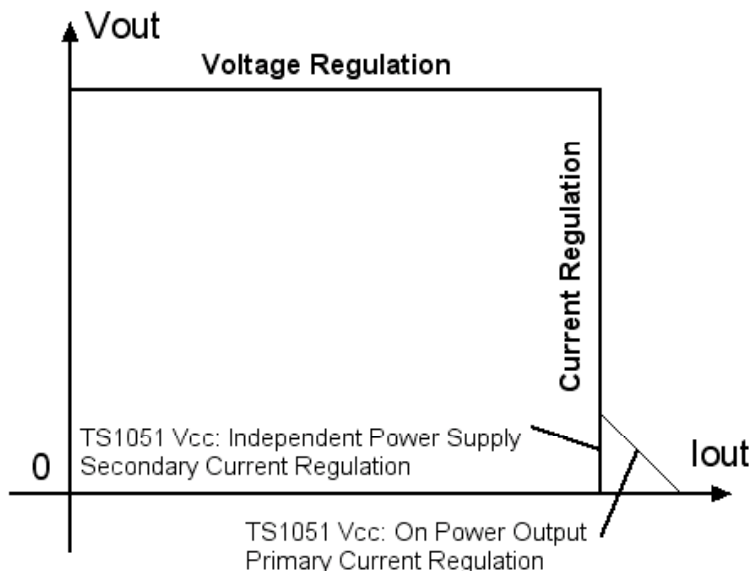 Vout
Voltage Regulation
Current Regulation
TS1051 Vcc: Independent Power Supply
Secondary Current Regulation
0
Iout
TS1051 Vcc: On Power Output
Primary Current Regulation